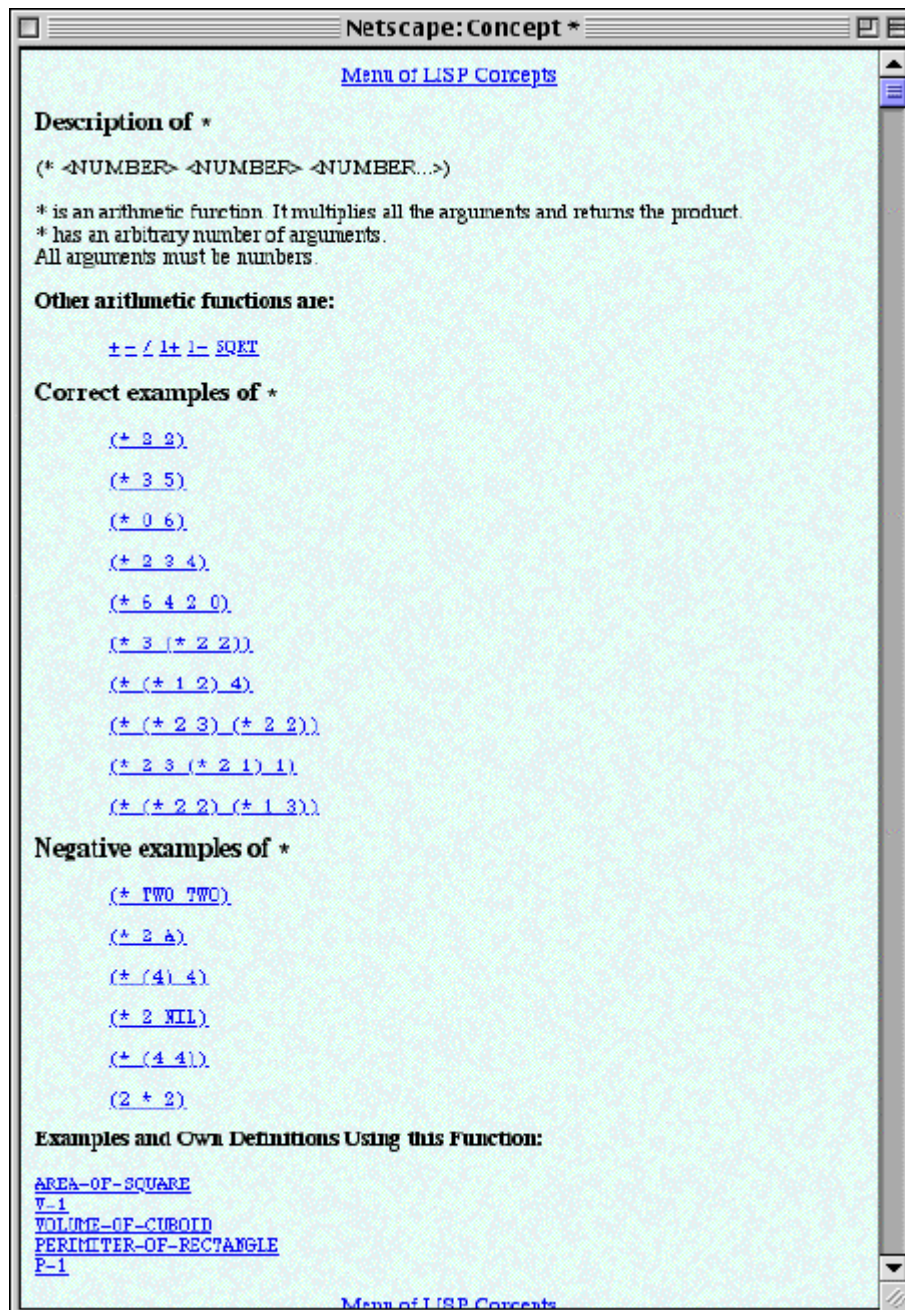 Netscape: Concept *
Menu of LISP Concepts
Description of *
(* <NUMBER> <NUMBER> <NUMBER...>)
* is an arithmetic function. It multiplies all the arguments and returns the product.
* has an arbitrary number of arguments.
All arguments must be numbers.
Other arithmetic functions are:
+ - / 1+ 1- SQRT
Correct examples of *
(* 2 2)
(* 3 5)
(* 0 6)
(* 2 3 4)
(* 6 4 2 0)
(* 3 (* 2 2))
(* (* 1 2) 4)
(* (* 2 3) (* 2 2))
(* 2 3 (* 2 1) 1)
(* (* 2 2) (* 1 3))
Negative examples of *
(* TWO TWO)
(* 2 A)
(* (4) 4)
(* 2 NIL)
(* (4 4))
(2 * 2)
Examples and Own Definitions Using this Function:
AREA-OF-SQUARE
V-1
VOLUME-OF-CUBOID
PERIMITER-OF-RECTANGLE
P-1
Menu of LISP Concepts